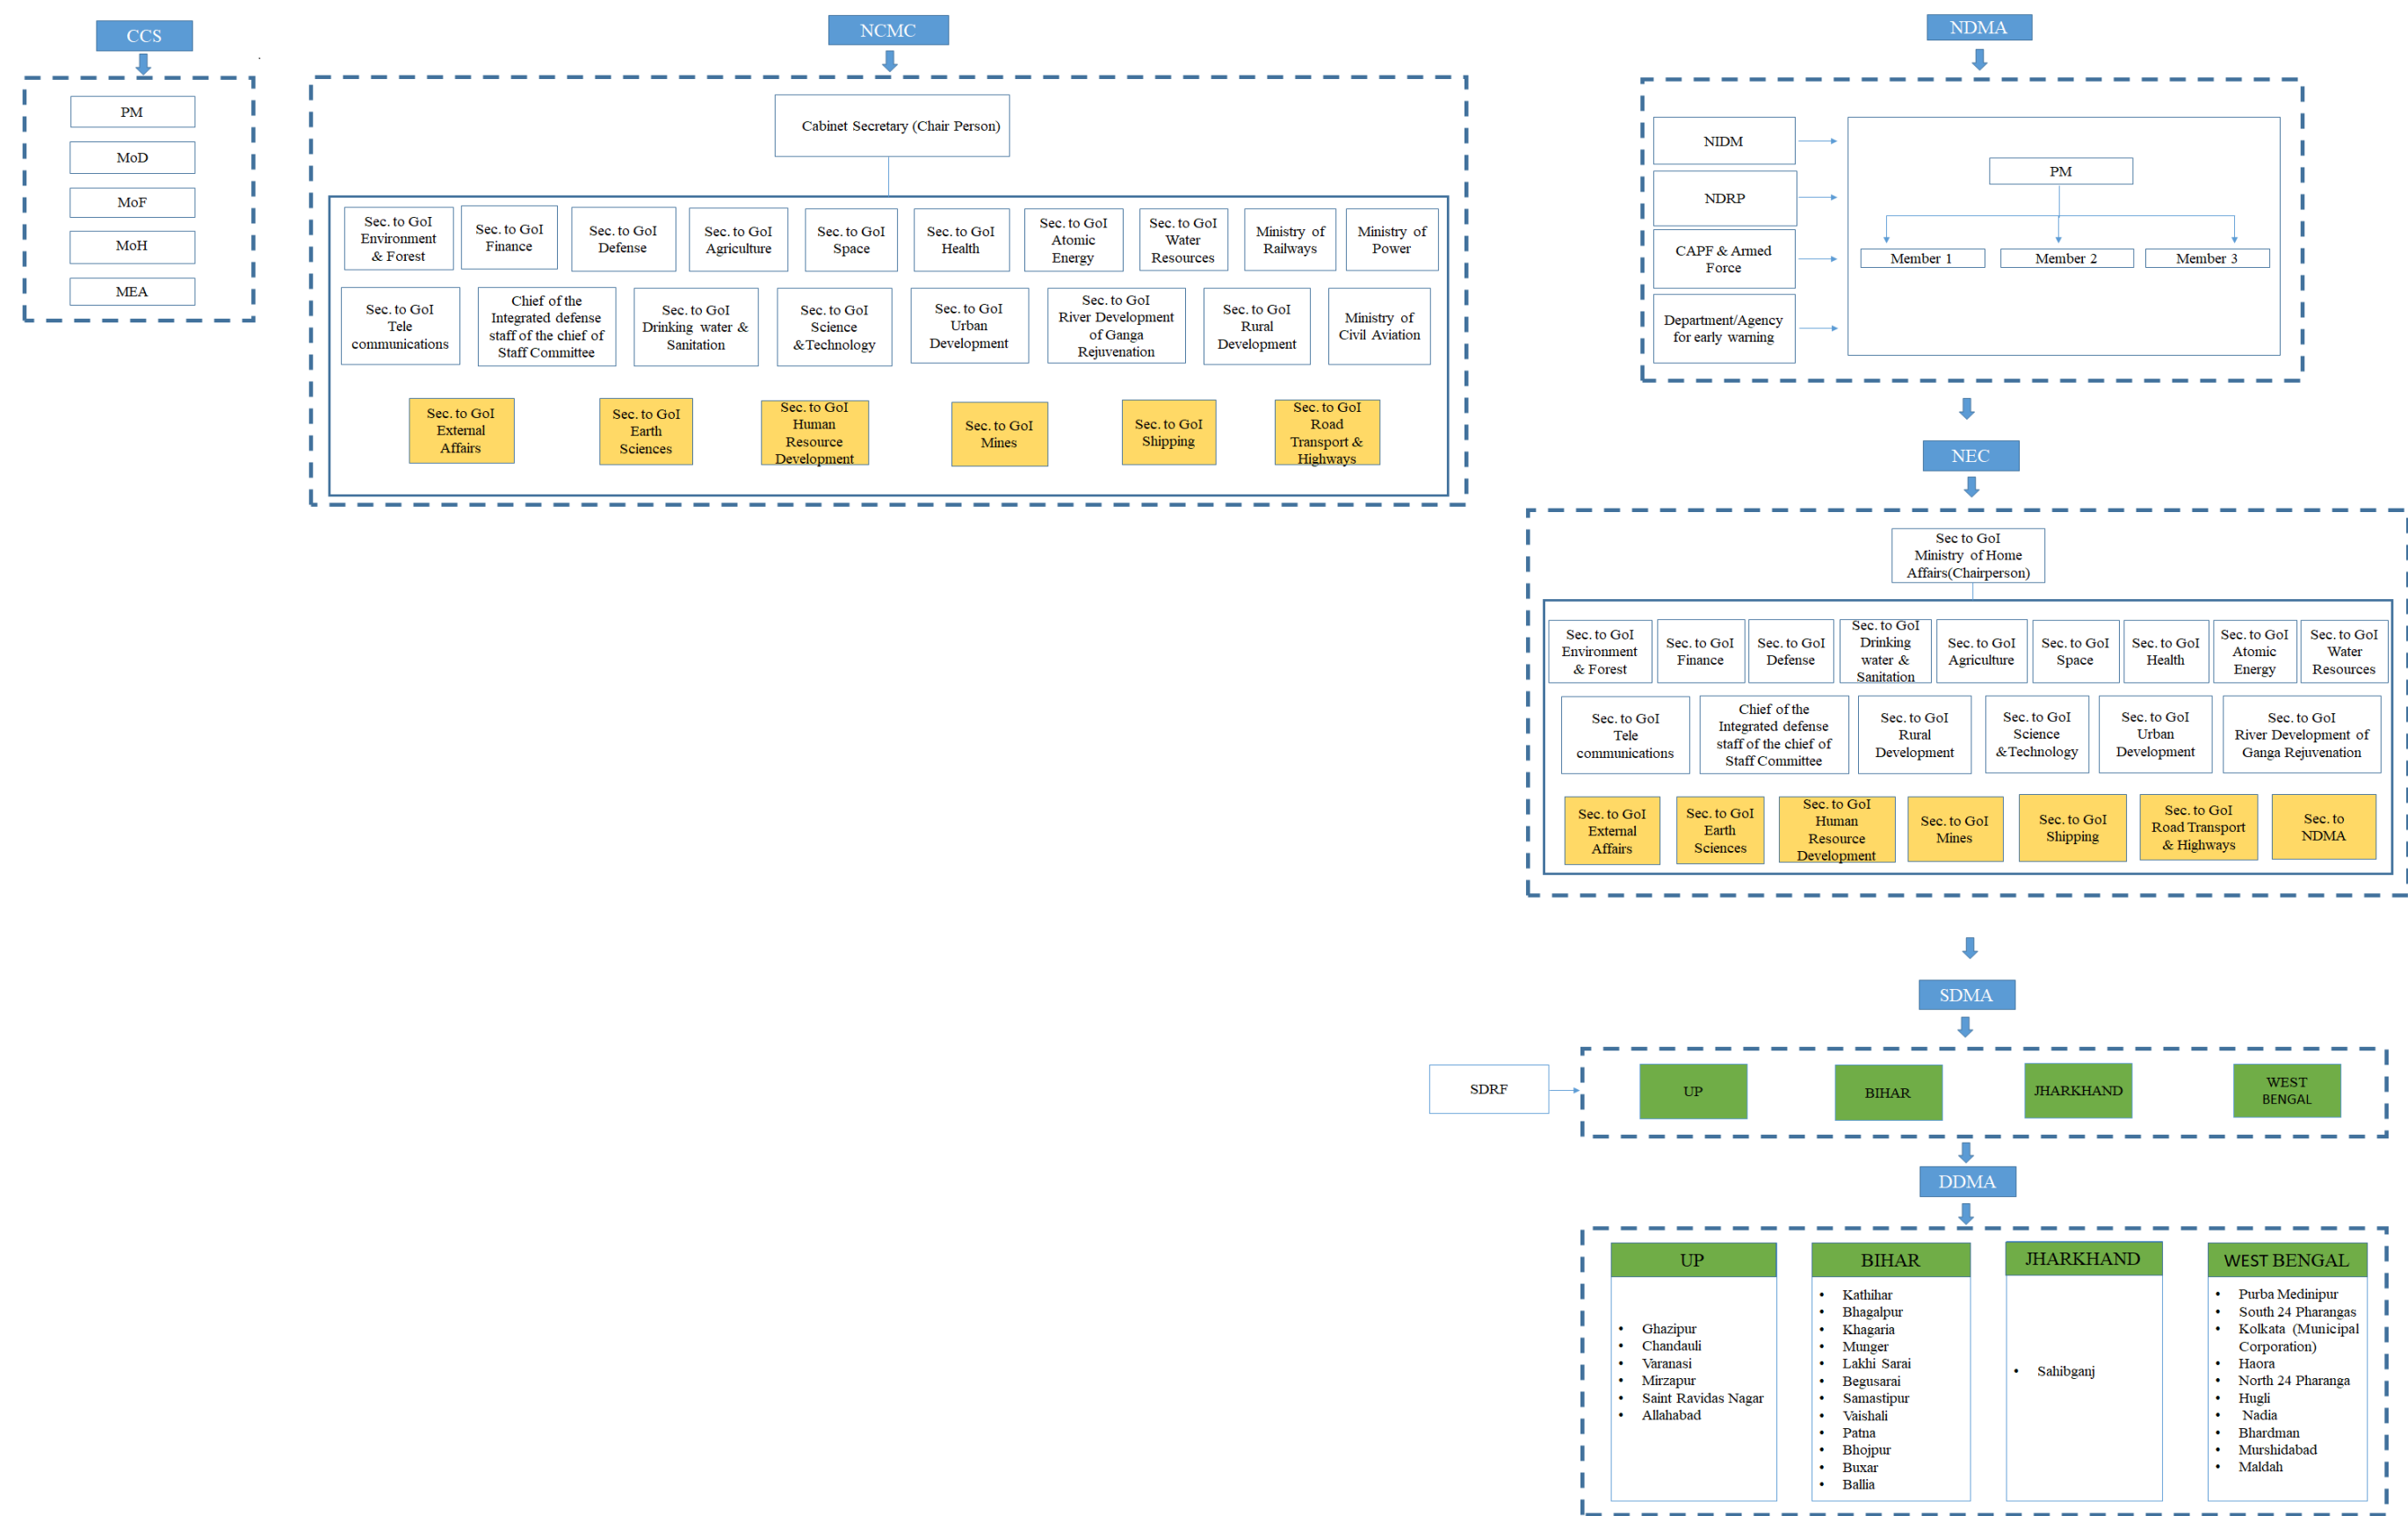 CCS
PM
MoD
MoF
MoH
MEA
NCMC
Cabinet Secretary (Chair Person)
Sec. to GoI
Environment
& Forest
Sec. to GoI
Finance
Sec. to GoI
Defense
Sec. to GoI
Agriculture
Sec. to GoI
Space
Sec. to GoI
Health
Sec. to GoI
Atomic
Energy
Sec. to GoI
Water
Resources
Ministry of
Railways
Ministry of
Power
Sec. to GoI
Tele
communications
Chief of the
Integrated defense
staff of the chief of
Staff Committee
Sec. to GoI
Drinking water &
Sanitation
Sec. to GoI
Science
&Technology
Sec. to GoI
Urban
Development
Sec. to GoI
River Development
of Ganga
Rejuvenation
Sec. to GoI
Rural
Development
Ministry of
Civil Aviation
Sec. to GoI
External
Affairs
Sec. to GoI
Earth
Sciences
Sec. to GoI
Human
Resource
Development
Sec. to GoI
Mines
Sec. to GoI
Shipping
Sec. to GoI
Road
Transport &
Highways
NDMA
NIDM
NDRP
CAPF & Armed
Force
Department/Agency
for early warning
PM
Member 1
Member 2
Member 3
NEC
Sec to GoI
Ministry of Home
Affairs(Chairperson)
Sec. to GoI
Environment
& Forest
Sec. to GoI
Finance
Sec. to GoI
Defense
Sec. to GoI
Drinking
water &
Sanitation
Sec. to GoI
Agriculture
Sec. to GoI
Space
Sec. to GoI
Health
Sec. to GoI
Atomic
Energy
Sec. to GoI
Water
Resources
Sec. to GoI
Tele
communications
Chief of the
Integrated defense
staff of the chief of
Staff Committee
Sec. to GoI
Rural
Development
Sec. to GoI
Science
&Technology
Sec. to GoI
Urban
Development
Sec. to GoI
River Development of
Ganga Rejuvenation
Sec. to GoI
External
Affairs
Sec. to GoI
Earth
Sciences
Sec. to GoI
Human
Resource
Development
Sec. to GoI
Mines
Sec. to GoI
Shipping
Sec. to GoI
Road Transport
& Highways
Sec. to
NDMA
SDMA
SDRF
UP
BIHAR
JHARKHAND
WEST
BENGAL
DDMA
UP
• Ghazipur
• Chandauli
• Varanasi
• Mirzapur
• Saint Ravidas Nagar
• Allahabad
BIHAR
• Kathihar
• Bhagalpur
• Khagaria
• Munger
• Lakhi Sarai
• Begusarai
• Samastipur
• Vaishali
• Patna
• Bhojpur
• Buxar
• Ballia
JHARKHAND
• Sahibganj
WEST BENGAL
• Purba Medinipur
• South 24 Pharangas
• Kolkata (Municipal
Corporation)
• Haora
• North 24 Pharanga
• Hugli
• Nadia
• Bhardman
• Murshidabad
• Maldah